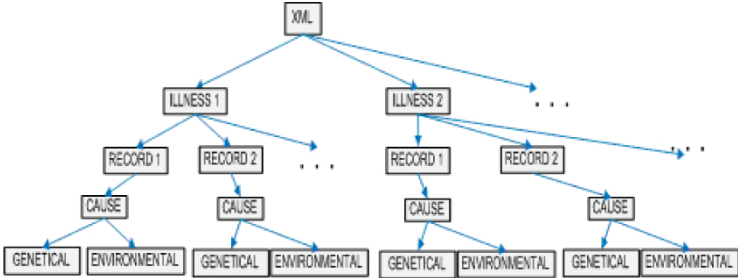 XML
ILLNESS 1
ILLNESS 2
. . .
RECORD 1
RECORD 2
. . .
RECORD 1
RECORD 2
. . .
CAUSE
CAUSE
CAUSE
CAUSE
GENETICAL
ENVIRONMENTAL
GENETICAL
ENVIRONMENTAL
GENETICAL
ENVIRONMENTAL
GENETICAL
ENVIRONMENTAL